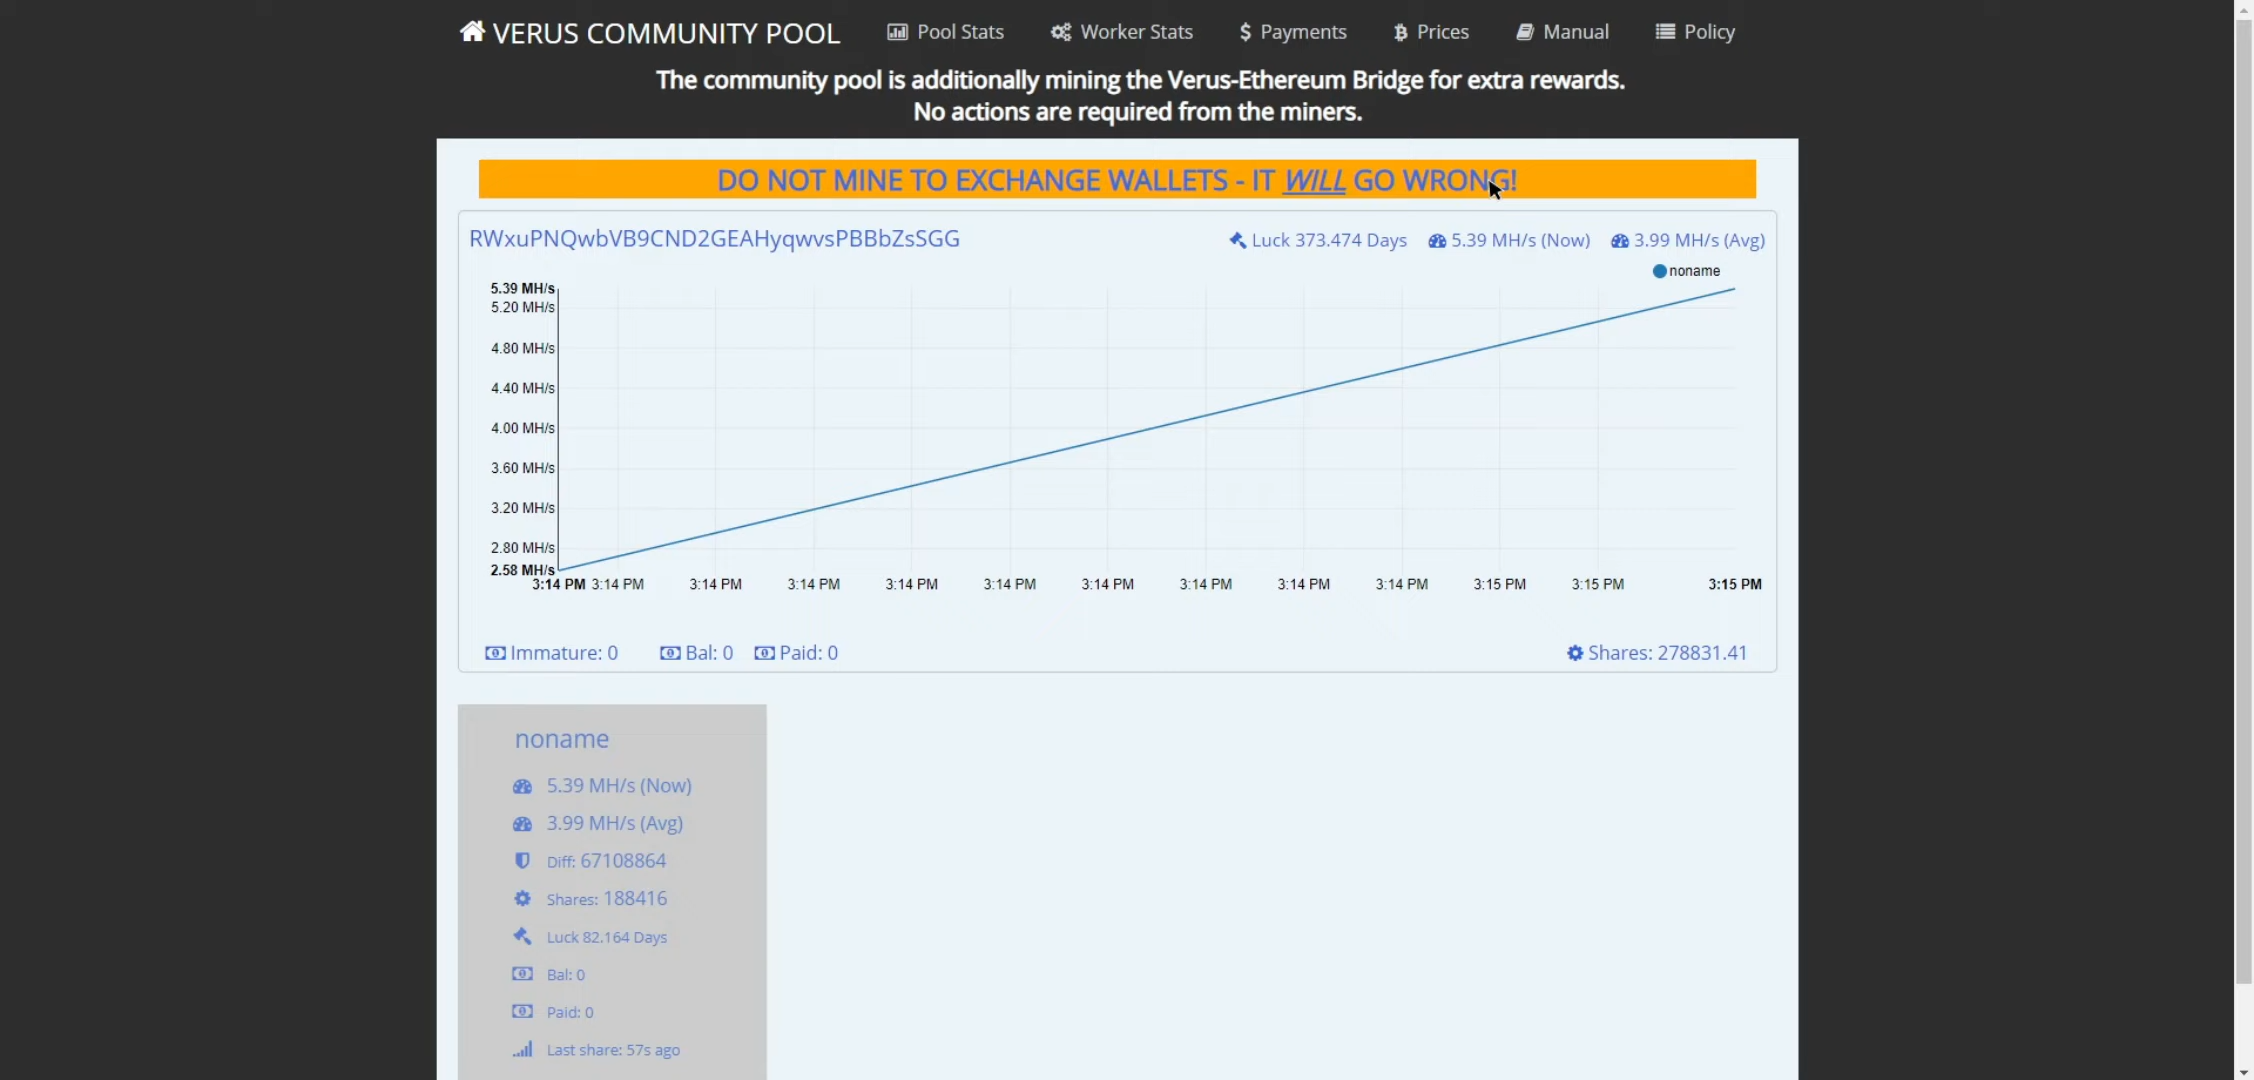 VERUS COMMUNITY POOL Pool Stats Worker Stats Payments Prices Manual Policy
The community pool is additionally mining the Verus-Ethereum Bridge for extra rewards.
No actions are required from the miners.
DO NOT MINE TO EXCHANGE WALLETS - IT WILL GO WRONG!
RWxuPNQwbVB9CND2GEAHyqwvsPBBbZsSGG Luck 373.474 Days 5.39 MH/s (Now) 3.99 MH/s (Avg)
noname
5.39 MH/s
5.20 MH/s
4.80 MH/s
4.40 MH/s
4.00 MH/s
3.60 MH/s
3.20 MH/s
2.80 MH/s
2.58 MH/s
3:14 PM 3:14 PM 3:14 PM 3:14 PM 3:14 PM 3:14 PM 3:14 PM 3:14 PM 3:14 PM 3:14 PM 3:15 PM 3:15 PM 3:15 PM
Immature: 0 Bal: 0 Paid: 0 Shares: 278831.41
noname
5.39 MH/s (Now)
3.99 MH/s (Avg)
Diff: 67108864
Shares: 188416
Luck 82.164 Days
Bal: 0
Paid: 0
Last share: 57s ago